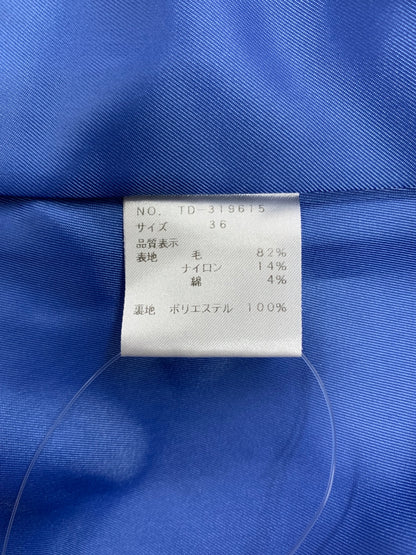 NO. TD-319615
サイズ 36
品質表示
表地 毛 82%
ナイロン 14%
綿 4%
裏地 ポリエステル 100%